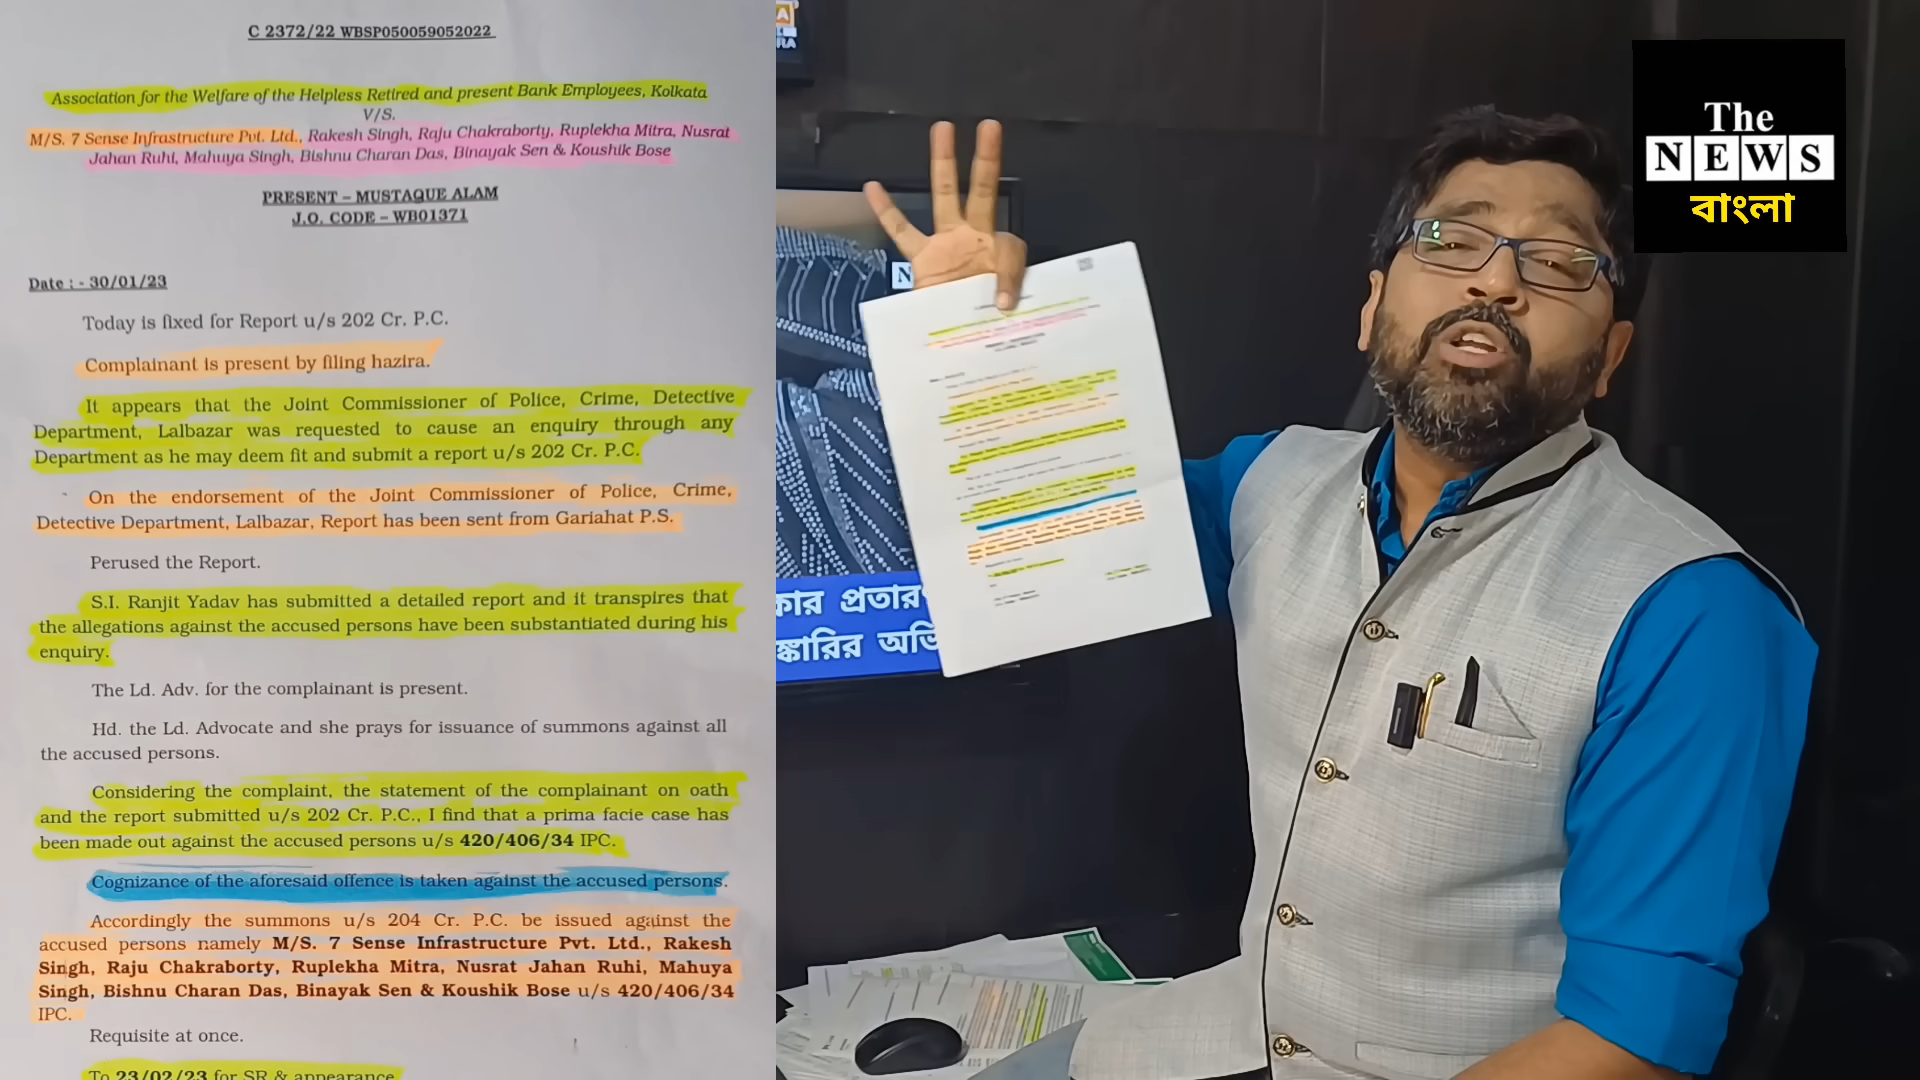 C 2372/22 WBSP050059052022
Association for the Welfare of the Helpless Retired and present Bank Employees, Kolkata
V/S.
M/S. 7 Sense Infrastructure Pvt. Ltd., Rakesh Singh, Raju Chakraborty, Ruplekha Mitra, Nusrat
Jahan Ruhi, Mahuya Singh, Bishnu Charan Das, Binayak Sen & Koushik Bose
PRESENT – MUSTAQUE ALAM
J.O. CODE – WB01371
Date : - 30/01/23
Today is fixed for Report u/s 202 Cr. P.C.
Complainant is present by filing hazira.
It appears that the Joint Commissioner of Police, Crime, Detective
Department, Lalbazar was requested to cause an enquiry through any
Department as he may deem fit and submit a report u/s 202 Cr. P.C.
On the endorsement of the Joint Commissioner of Police, Crime,
Detective Department, Lalbazar, Report has been sent from Gariahat P.S.
Perused the Report.
S.I. Ranjit Yadav has submitted a detailed report and it transpires that
the allegations against the accused persons have been substantiated during his
enquiry.
The Ld. Adv. for the complainant is present.
Hd. the Ld. Advocate and she prays for issuance of summons against all
the accused persons.
Considering the complaint, the statement of the complainant on oath
and the report submitted u/s 202 Cr. P.C., I find that a prima facie case has
been made out against the accused persons u/s 420/406/34 IPC.
Cognizance of the aforesaid offence is taken against the accused persons.
Accordingly the summons u/s 204 Cr. P.C. be issued against the
accused persons namely M/S. 7 Sense Infrastructure Pvt. Ltd., Rakesh
Singh, Raju Chakraborty, Ruplekha Mitra, Nusrat Jahan Ruhi, Mahuya
Singh, Bishnu Charan Das, Binayak Sen & Koushik Bose u/s 420/406/34
IPC.
Requisite at once.
To 23/02/23 for SR & appearance
The
NEWS
বাংলা
N